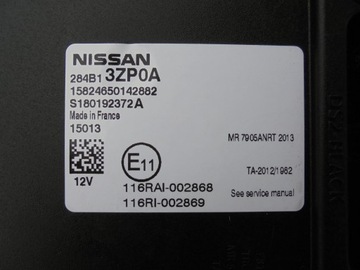 NISSAN
284B1 3ZP0A
15824650142882
S180192372A
Made in France
15013
MR 7905ANRT 2013
E11
12V
TA-2012/1982
116RAI-002868
See service manual
116RI-002869